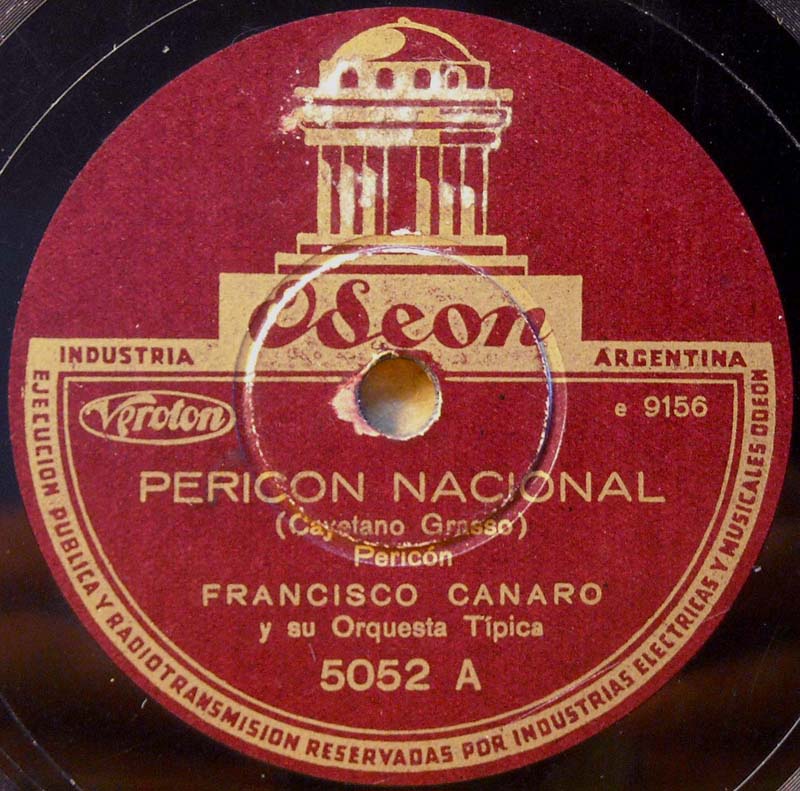 Odeon
INDUSTRIA ARGENTINA
Veroton
e 9156
PERICON NACIONAL
(Cayetano Grasso)
Pericón
FRANCISCO CANARO
y su Orquesta Típica
5052 A
EJECUCION PUBLICA Y RADIOTRANSMISION RESERVADAS POR INDUSTRIAS ELECTRICAS Y MUSICALES ODEON